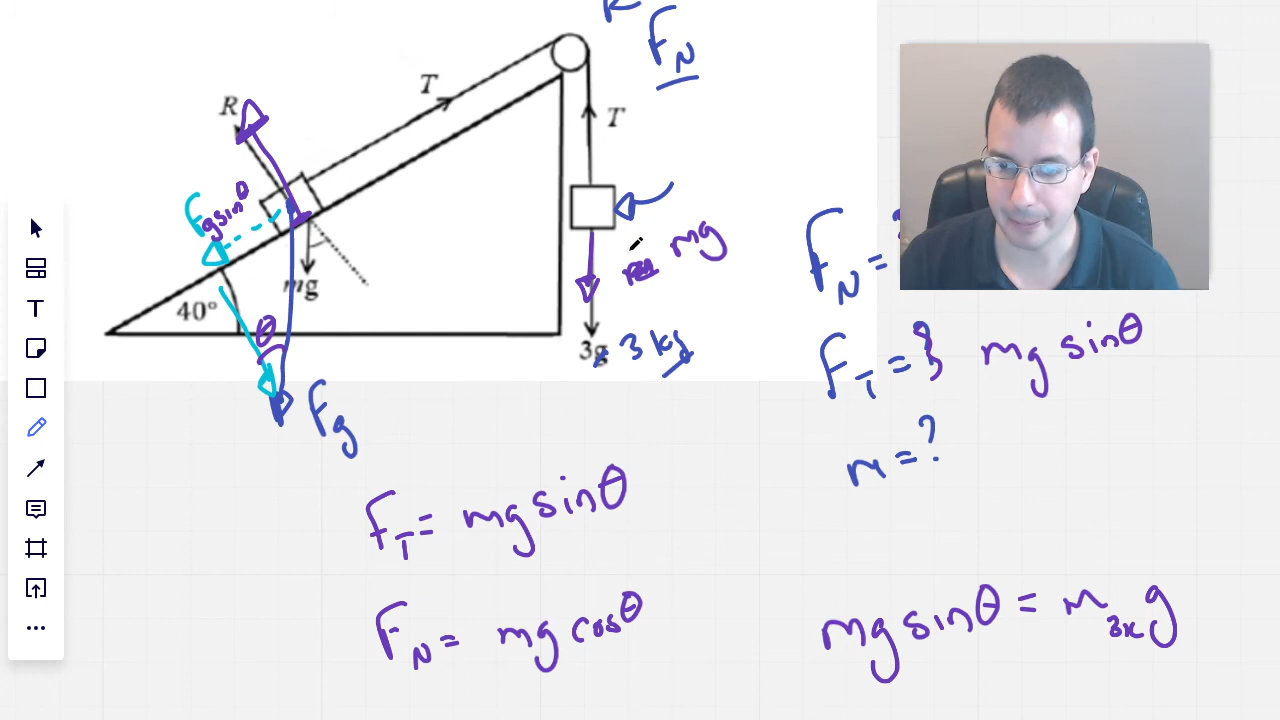 F_N
R
T
T
F_g sinθ
mg
mg
40°
θ
3g
3 kg
F_g
F_N =
F_T = ? mg sinθ
m = ?
F_T = mg sinθ
F_N = mg cosθ
mg sinθ = m_3k g
T